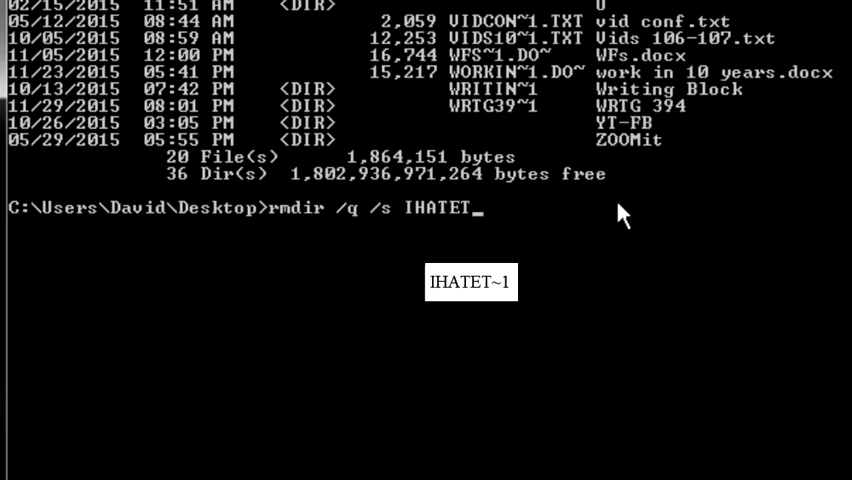 02/15/2015 11:51 AM <DIR> U
05/12/2015 08:44 AM 2,059 VIDCON~1.TXT vid conf.txt
10/05/2015 08:59 AM 12,253 VIDS10~1.TXT Vids 106-107.txt
11/05/2015 12:00 PM 16,744 WFS~1.DO~ WFs.docx
11/23/2015 05:41 PM 15,217 WORKIN~1.DO~ work in 10 years.docx
10/13/2015 07:42 PM <DIR> WRITIN~1 Writing Block
11/29/2015 08:01 PM <DIR> WRTG39~1 WRTG 394
10/26/2015 03:05 PM <DIR> YT-FB
05/29/2015 05:55 PM <DIR> ZOOMit
20 File(s) 1,864,151 bytes
36 Dir(s) 1,802,936,971,264 bytes free
C:\Users\David\Desktop>rmdir /q /s IHATET_
IHATET~1